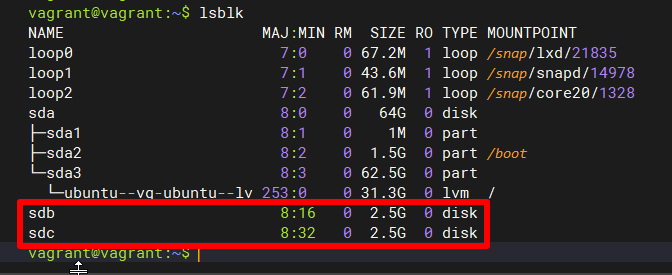 vagrant@vagrant:~$ lsblk
NAME                      MAJ:MIN RM  SIZE RO TYPE MOUNTPOINT
loop0                       7:0    0 67.2M  1 loop /snap/lxd/21835
loop1                       7:1    0 43.6M  1 loop /snap/snapd/14978
loop2                       7:2    0 61.9M  1 loop /snap/core20/1328
sda                         8:0    0   64G  0 disk
├─sda1                      8:1    0    1M  0 part
├─sda2                      8:2    0  1.5G  0 part /boot
└─sda3                      8:3    0 62.5G  0 part
  └─ubuntu--vg-ubuntu--lv 253:0    0 31.3G  0 lvm  /
sdb                         8:16   0  2.5G  0 disk
sdc                         8:32   0  2.5G  0 disk
vagrant@vagrant:~$